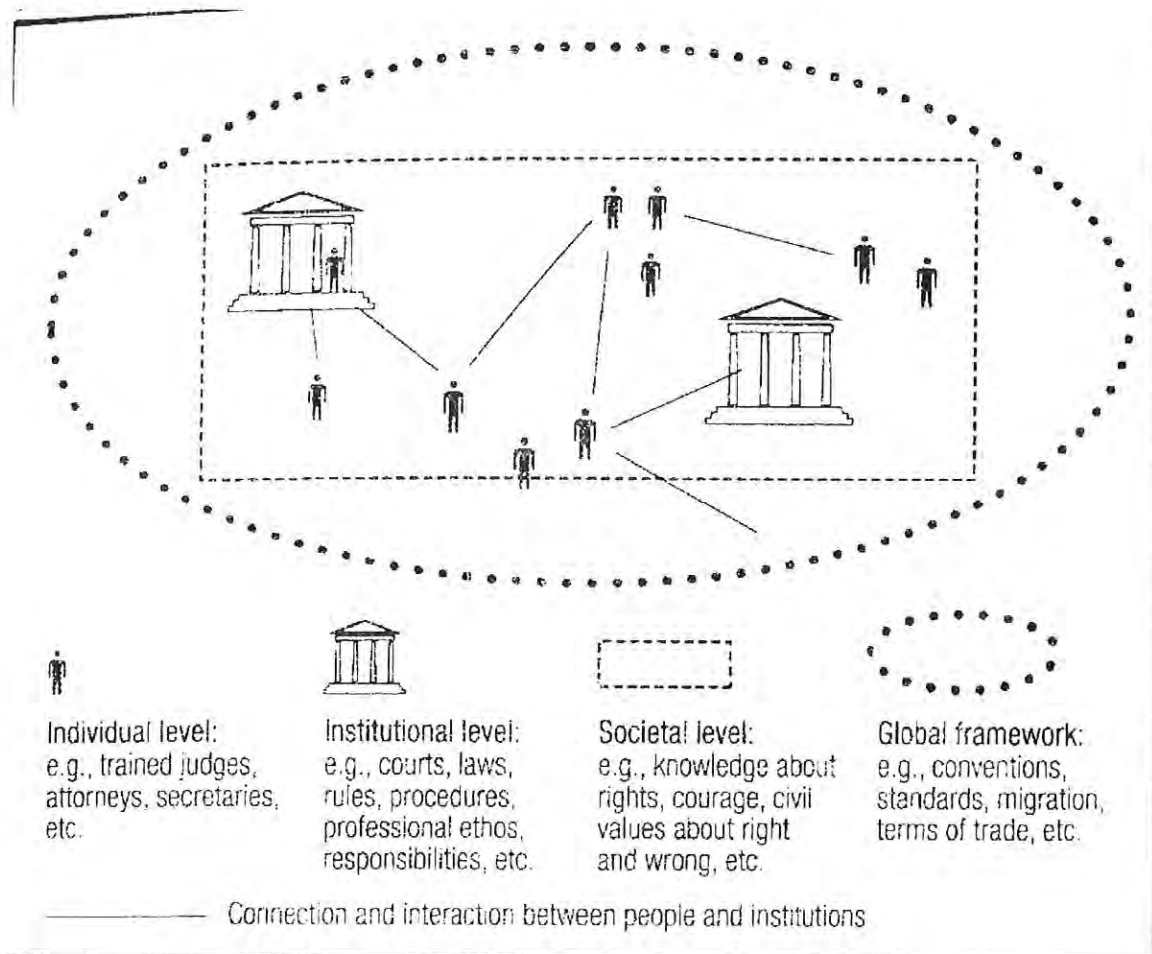 Individual level:
e.g., trained judges,
attorneys, secretaries,
etc.
Institutional level:
e.g., courts, laws,
rules, procedures,
professional ethos,
responsibilities, etc.
Societal level:
e.g., knowledge about
rights, courage, civil
values about right
and wrong, etc.
Global framework:
e.g., conventions,
standards, migration,
terms of trade, etc.
Connection and interaction between people and institutions